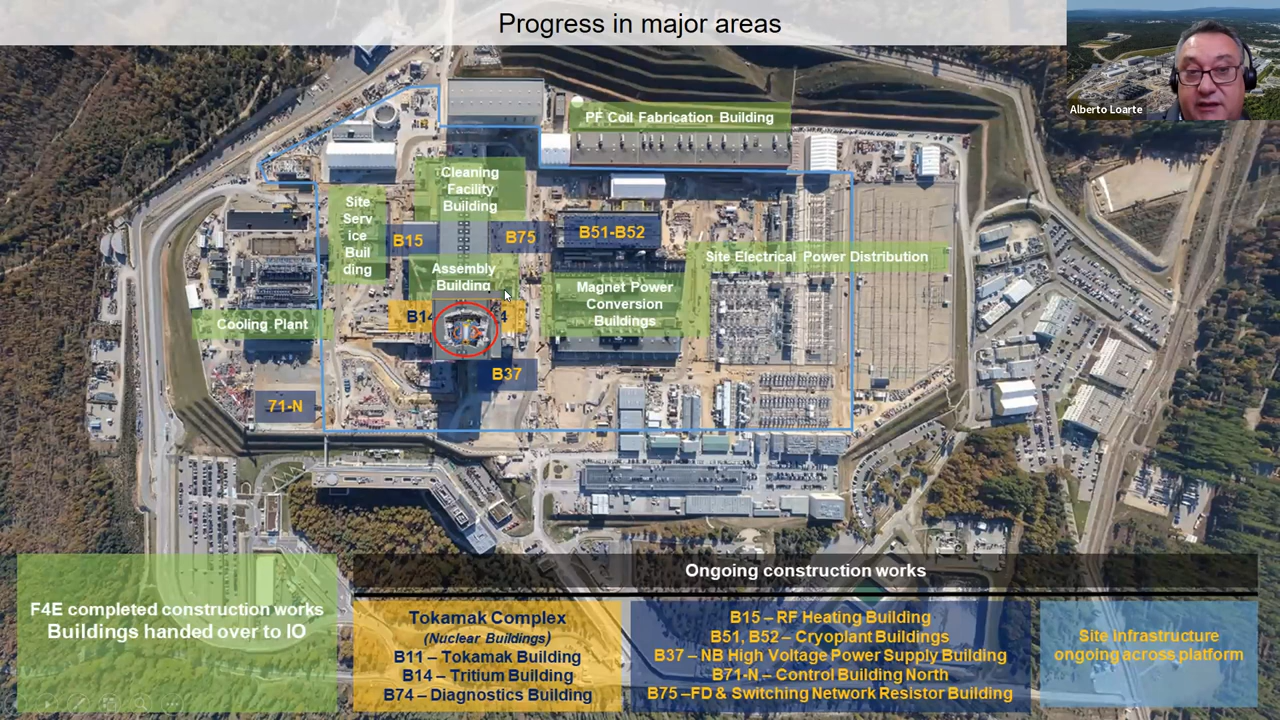 Progress in major areas
Alberto Loarte
PF Coil Fabrication Building
Cleaning
Facility
Building
Site
Serv
ice
Buil
ding
B15
B75
B51-B52
Site Electrical Power Distribution
Assembly
Building
Magnet Power
Conversion
Buildings
Cooling Plant
B14
4
B37
71-N
F4E completed construction works
Buildings handed over to IO
Ongoing construction works
Tokamak Complex
(Nuclear Buildings)
B11 – Tokamak Building
B14 – Tritium Building
B74 – Diagnostics Building
B15 – RF Heating Building
B51, B52 – Cryoplant Buildings
B37 – NB High Voltage Power Supply Building
B71-N – Control Building North
B75 –FD & Switching Network Resistor Building
Site infrastructure
ongoing across platform